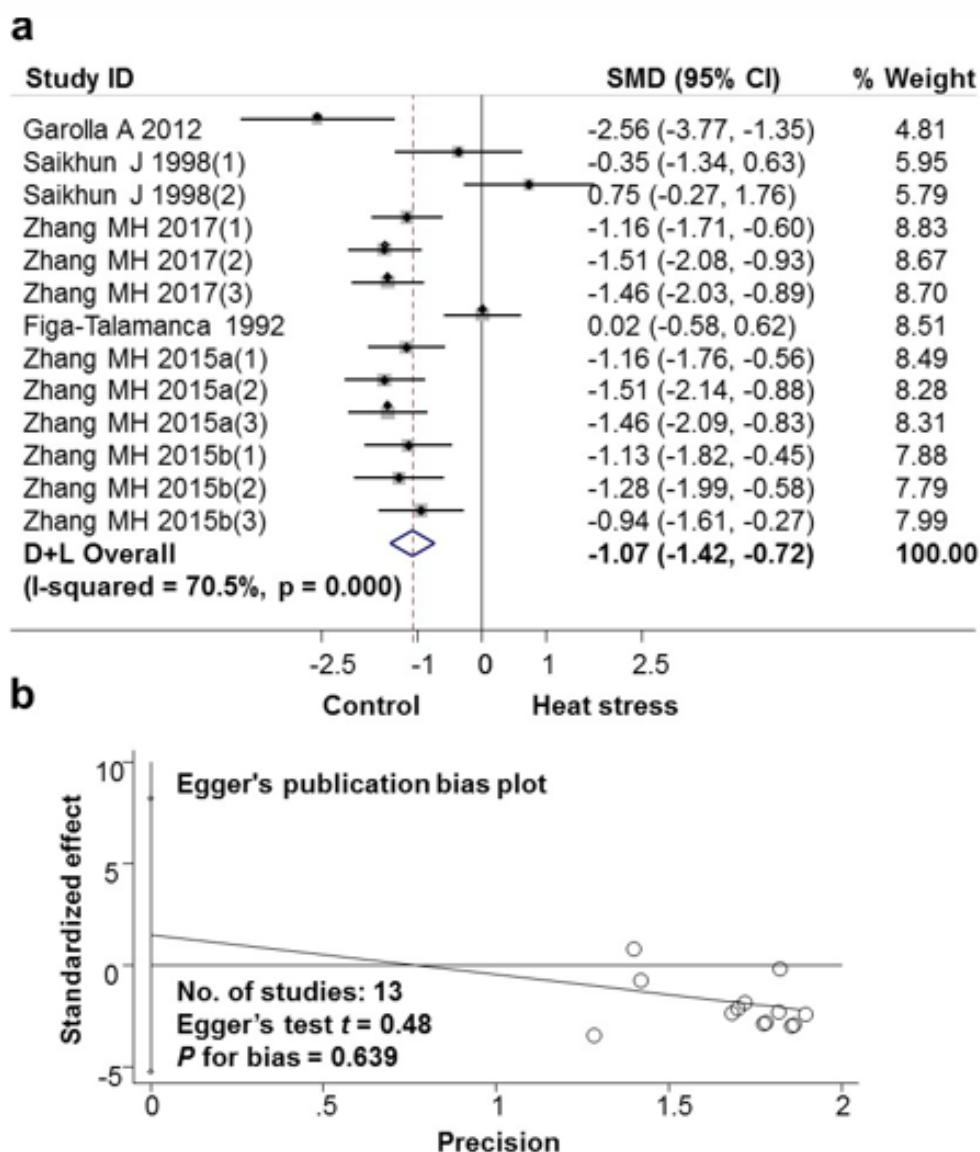 a
Study ID SMD (95% CI) % Weight
Garolla A 2012 -2.56 (-3.77, -1.35) 4.81
Saikhun J 1998(1) -0.35 (-1.34, 0.63) 5.95
Saikhun J 1998(2) 0.75 (-0.27, 1.76) 5.79
Zhang MH 2017(1) -1.16 (-1.71, -0.60) 8.83
Zhang MH 2017(2) -1.51 (-2.08, -0.93) 8.67
Zhang MH 2017(3) -1.46 (-2.03, -0.89) 8.70
Figa-Talamanca 1992 0.02 (-0.58, 0.62) 8.51
Zhang MH 2015a(1) -1.16 (-1.76, -0.56) 8.49
Zhang MH 2015a(2) -1.51 (-2.14, -0.88) 8.28
Zhang MH 2015a(3) -1.46 (-2.09, -0.83) 8.31
Zhang MH 2015b(1) -1.13 (-1.82, -0.45) 7.88
Zhang MH 2015b(2) -1.28 (-1.99, -0.58) 7.79
Zhang MH 2015b(3) -0.94 (-1.61, -0.27) 7.99
D+L Overall -1.07 (-1.42, -0.72) 100.00
(I-squared = 70.5%, p = 0.000)
-2.5 -1 0 1 2.5
Control Heat stress
b
Egger's publication bias plot
Standardized effect
10
5
0
-5
No. of studies: 13
Egger's test t = 0.48
P for bias = 0.639
0 .5 1 1.5 2
Precision